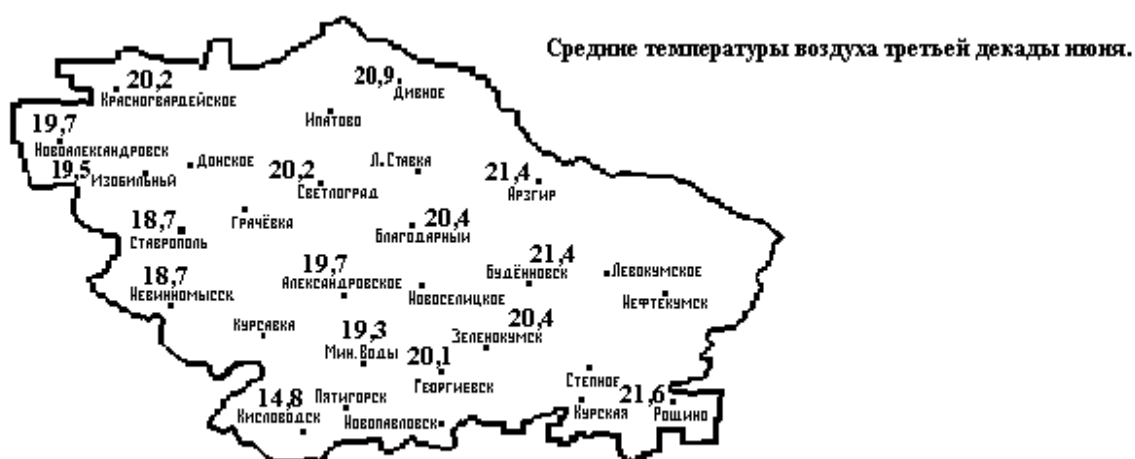 Средние температуры воздуха третьей декады июня.
20,2
Красногвардейское
20,9
Дивное
Ипатово
19,7
Новоалександровск
19,5
Изобильный
Донское
20,2
Светлоград
Л.Ставка
21,4
Арзгир
Грачёвка
18,7
Ставрополь
20,4
Благодарный
18,7
Невинномысск
19,7
Александровское
Новоселицкое
21,4
Будённовск
Левокумское
Нефтекумск
Курсавка
19,3
Мин.Воды
20,4
Зеленокумск
20,1
Георгиевск
Степное
14,8
Кисловодск
Пятигорск
Новопавловск
Курская
21,6
Рощино